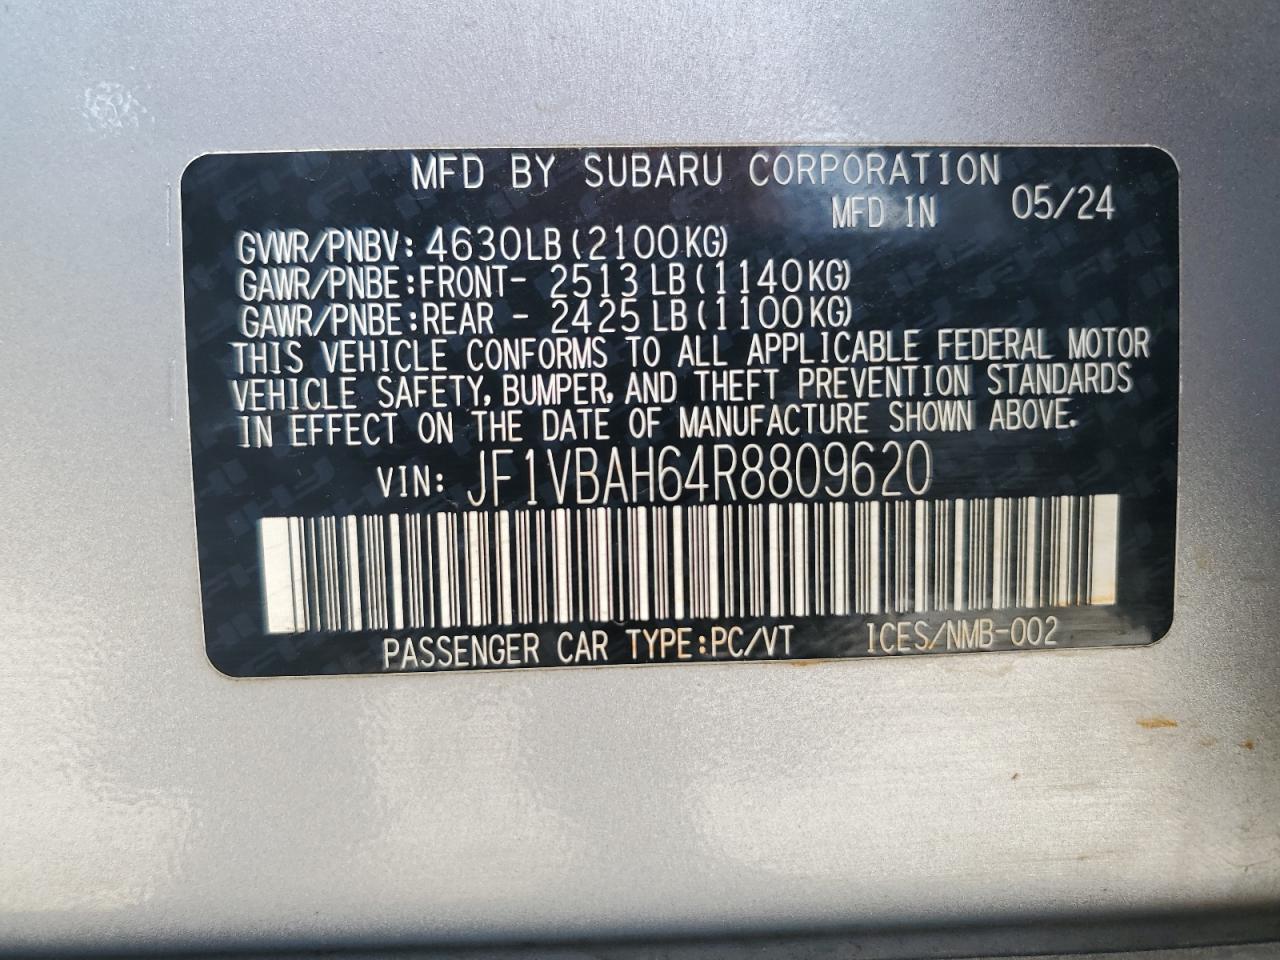 MFD BY SUBARU CORPORATION
MFD IN 05/24
GVWR/PNBV: 4630LB(2100KG)
GAWR/PNBE:FRONT- 2513LB(1140KG)
GAWR/PNBE:REAR - 2425LB(1100KG)
THIS VEHICLE CONFORMS TO ALL APPLICABLE FEDERAL MOTOR
VEHICLE SAFETY, BUMPER, AND THEFT PREVENTION STANDARDS
IN EFFECT ON THE DATE OF MANUFACTURE SHOWN ABOVE.
VIN: JF1VBAH64R8809620
PASSENGER CAR TYPE:PC/VT ICES/NMB-002